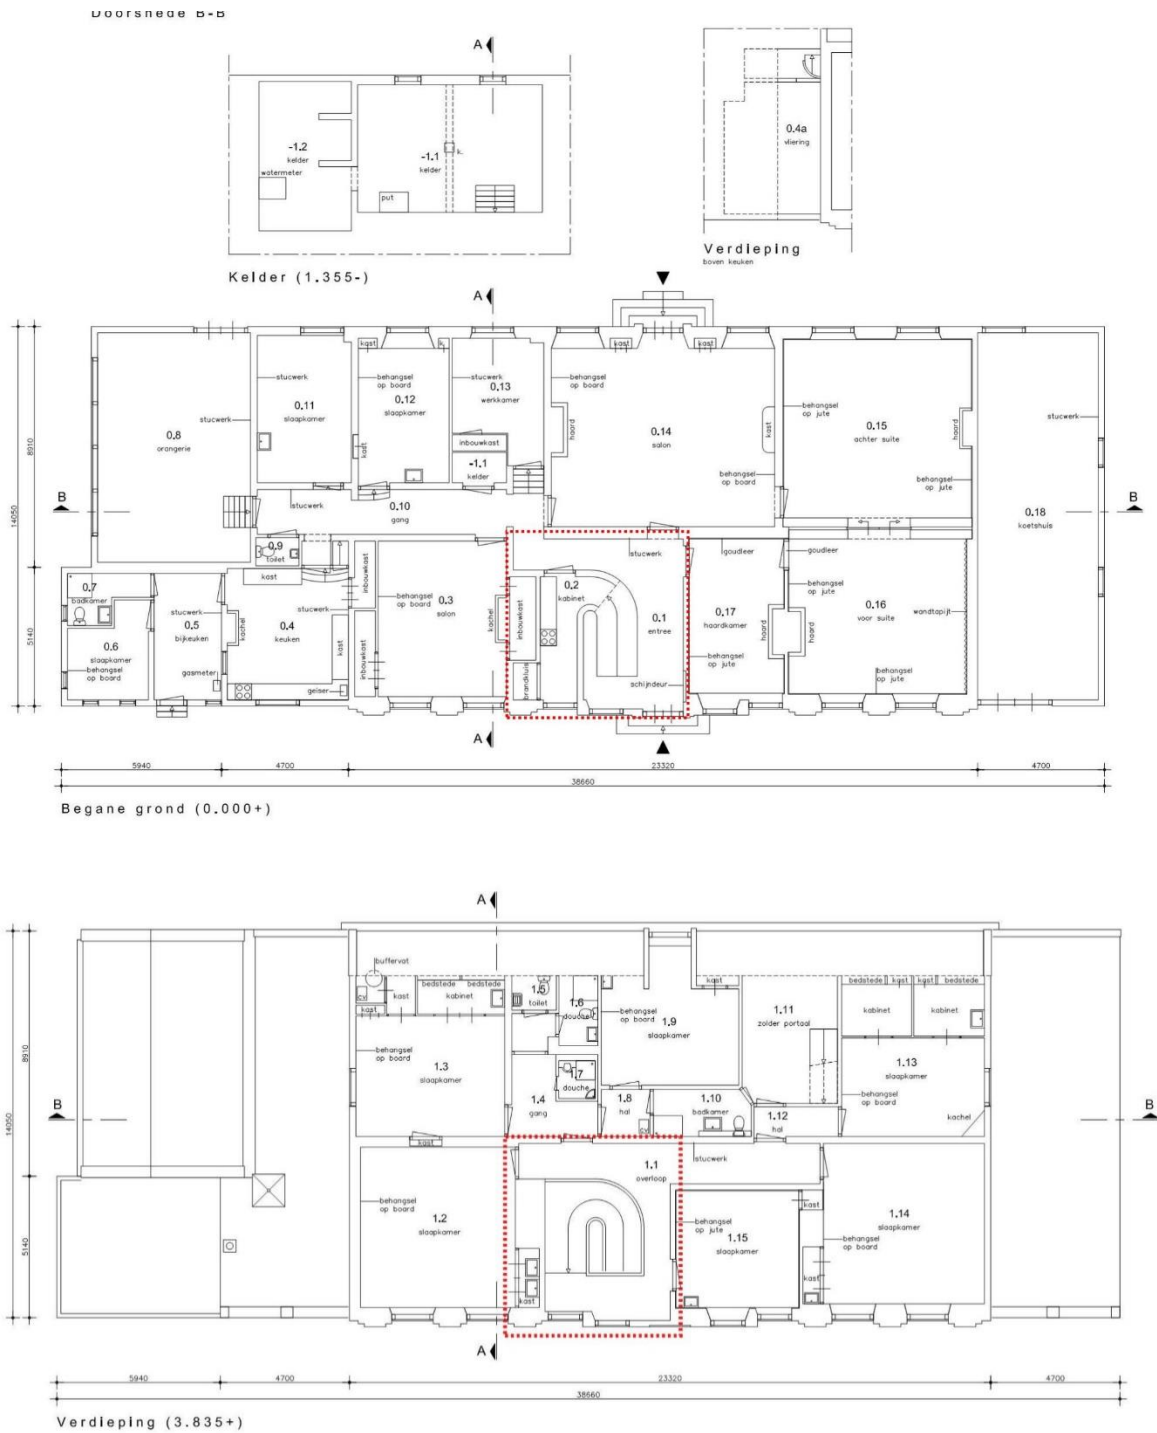 Doorsnede B-B
A
-1.2
kelder
watermeter
-1.1
kelder
k.
put
Kelder (1.355-)
0.4a
vliering
Verdieping
boven keuken
A
kast
k.
kast
kast
0.8
orangerie
stucwerk
stucwerk
0.11
slaapkamer
behangsel
op board
0.12
slaapkamer
kast
stucwerk
0.13
werkkamer
inbouwkast
-1.1
kelder
behangsel
op board
haard
0.14
salon
kast
behangsel
op board
behangsel
op jute
0.15
achter suite
haard
behangsel
op jute
stucwerk
0.18
koetshuis
B
B
8910
14050
5140
stucwerk
0.10
gang
0.9
toilet
kast
0.7
badkamer
0.6
slaapkamer
behangsel
op board
stucwerk
0.5
bijkeuken
gasmeter
kachel
stucwerk
0.4
keuken
kast
geiser
inbouwkast
inbouwkast
behangsel
op board
0.3
salon
kachel
inbouwkast
brandkluis
0.2
kabinet
stucwerk
0.1
entree
schijndeur
goudleer
0.17
haardkamer
behangsel
op jute
haard
haard
goudleer
behangsel
op jute
0.16
voor suite
wandtapijt
behangsel
op jute
A
5940
4700
23320
4700
38660
Begane grond (0.000+)
A
buffervat
cv
kast
kast
bedstede
bedstede
kabinet
1.5
toilet
1.6
douche
kast
bedstede
kast
kast
bedstede
kabinet
kabinet
behangsel
op board
1.3
slaapkamer
kast
1.4
gang
1.7
douche
behangsel
op board
1.9
slaapkamer
1.8
hal
cv
1.10
badkamer
1.11
zolder portaal
1.12
hal
1.13
slaapkamer
behangsel
op board
kachel
B
B
8910
14050
5140
1.1
overloop
stucwerk
behangsel
op board
1.2
slaapkamer
kast
behangsel
op jute
1.15
slaapkamer
kast
kast
1.14
slaapkamer
behangsel
op board
A
5940
4700
23320
4700
38660
Verdieping (3.835+)